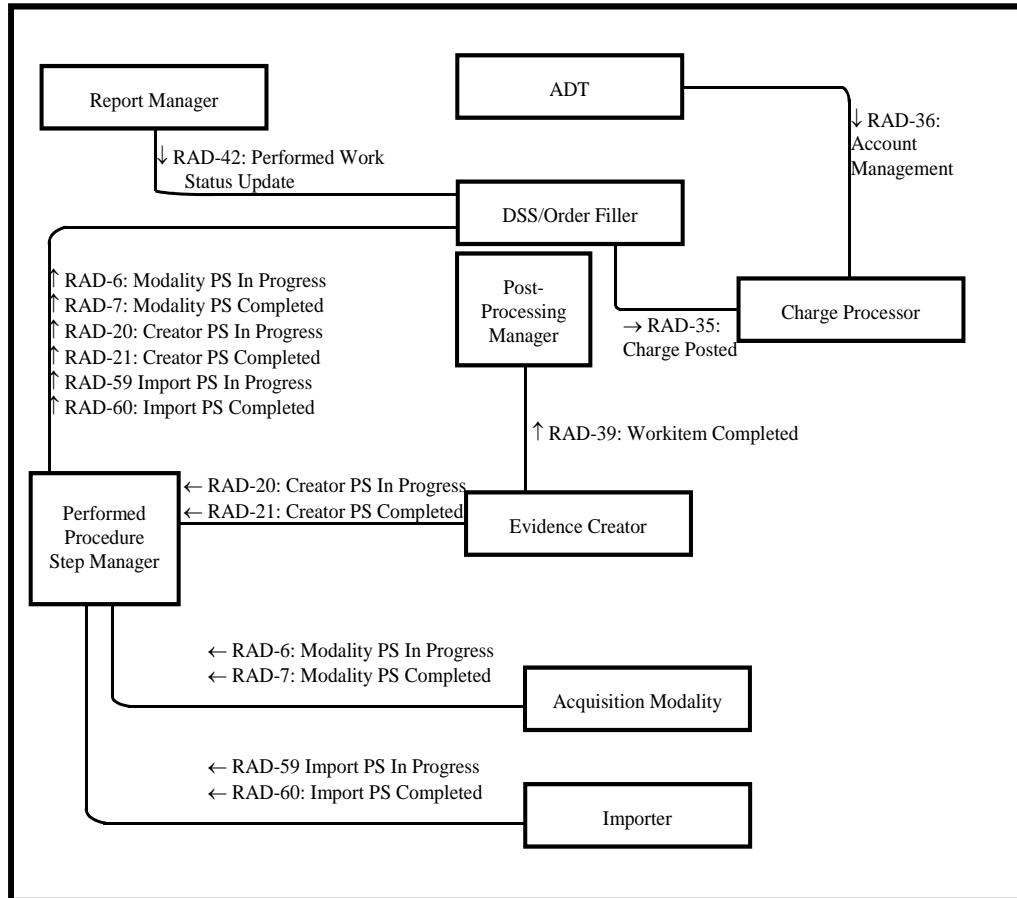 Report Manager
ADT
↓ RAD-42: Performed Work
Status Update
↓ RAD-36:
Account
Management
DSS/Order Filler
↑ RAD-6: Modality PS In Progress
↑ RAD-7: Modality PS Completed
↑ RAD-20: Creator PS In Progress
↑ RAD-21: Creator PS Completed
↑ RAD-59 Import PS In Progress
↑ RAD-60: Import PS Completed
Post-
Processing
Manager
→ RAD-35:
Charge Posted
Charge Processor
↑ RAD-39: Workitem Completed
Performed
Procedure
Step Manager
← RAD-20: Creator PS In Progress
← RAD-21: Creator PS Completed
Evidence Creator
← RAD-6: Modality PS In Progress
← RAD-7: Modality PS Completed
Acquisition Modality
← RAD-59 Import PS In Progress
← RAD-60: Import PS Completed
Importer